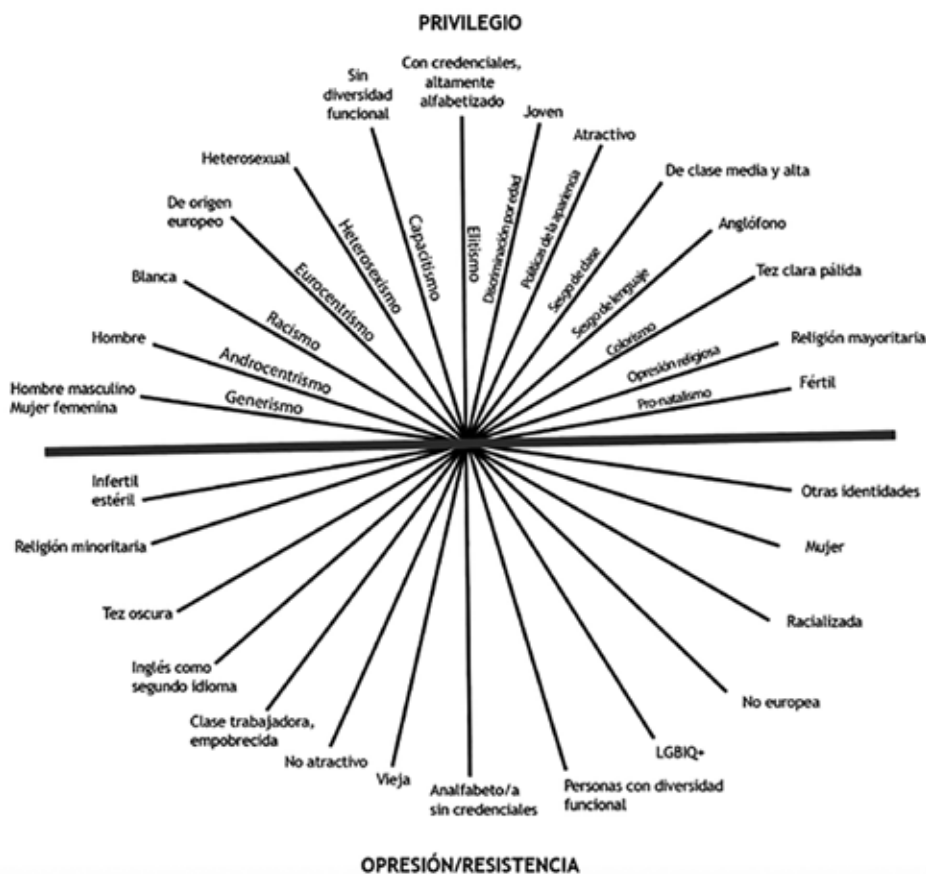 PRIVILEGIO
Sin
diversidad
funcional
Con credenciales,
altamente
alfabetizado
Joven
Atractivo
Heterosexual
De clase media y alta
De origen
europeo
Anglófono
Blanca
Tez clara pálida
Hombre
Religión mayoritaria
Hombre masculino
Mujer femenina
Fértil
Generismo
Androcentrismo
Racismo
Eurocentrismo
Heterosexismo
Capacitismo
Elitismo
Discriminación por edad
Políticas de la apariencia
Sesgo de clase
Sesgo de lenguaje
Colorismo
Opresión religiosa
Pro-natalismo
Infertil
estéril
Otras identidades
Religión minoritaria
Mujer
Tez oscura
Racializada
Inglés como
segundo idioma
No europea
Clase trabajadora,
empobrecida
No atractivo
Vieja
Analfabeto/a
sin credenciales
Personas con diversidad
funcional
LGBIQ+
OPRESIÓN/RESISTENCIA